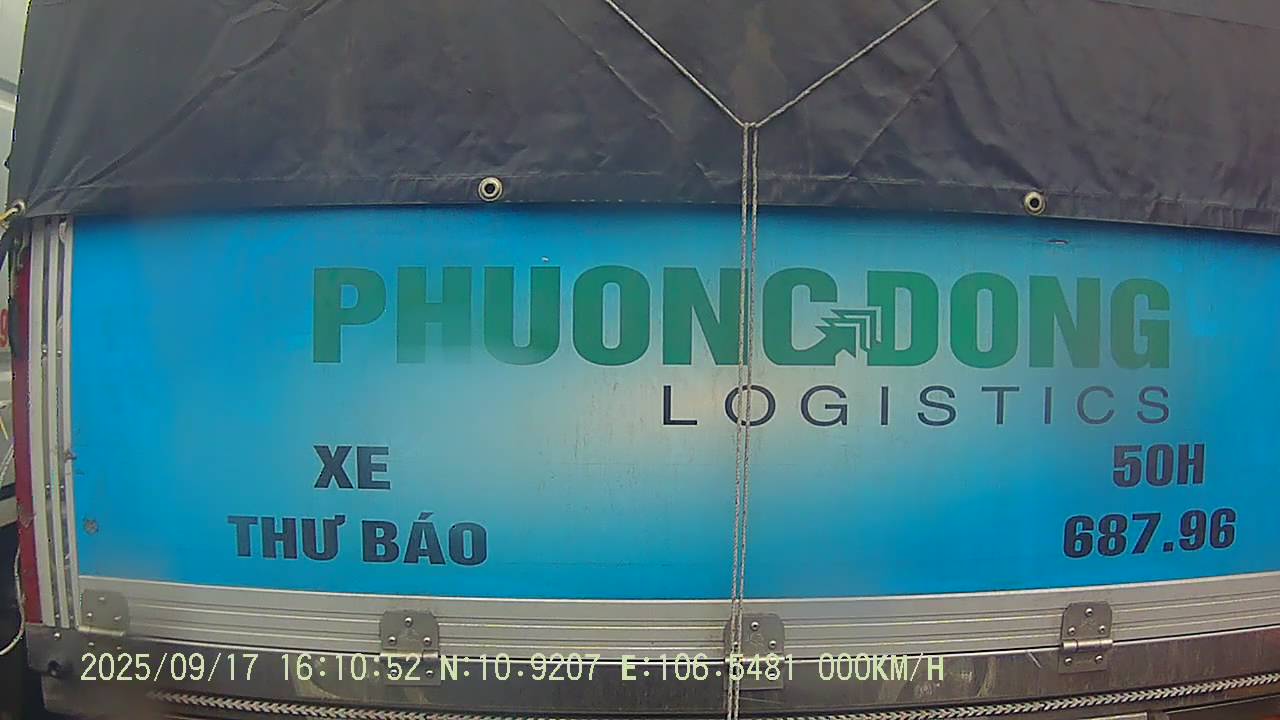 PHUONG DONG
LOGISTICS
XE
THƯ BÁO
50H
687.96
2025/09/17 16:10:52 N:10.9207 E:106.5481 000KM/H